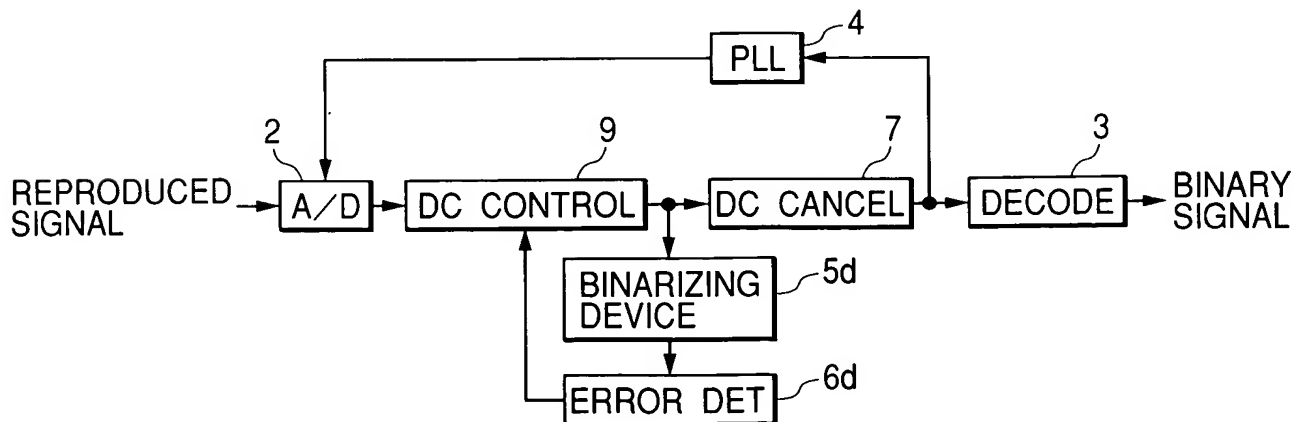 4
PLL
2
9
7
3
REPRODUCED
SIGNAL
A/D
DC CONTROL
DC CANCEL
DECODE
BINARY
SIGNAL
BINARIZING
DEVICE
5d
ERROR DET
6d